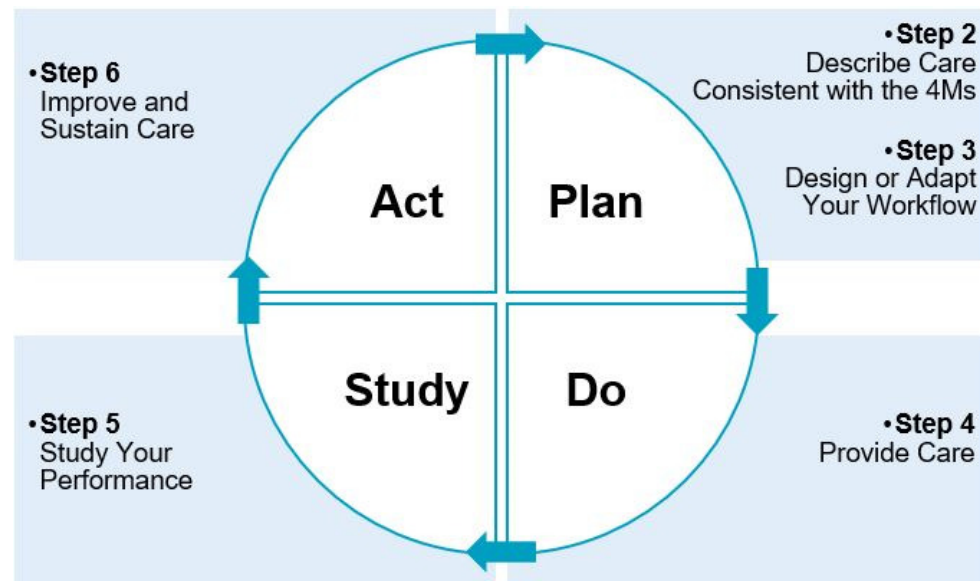 •Step 6
Improve and
Sustain Care
Act
Plan
•Step 2
Describe Care
Consistent with the 4Ms
•Step 3
Design or Adapt
Your Workflow
•Step 5
Study Your
Performance
Study
Do
•Step 4
Provide Care